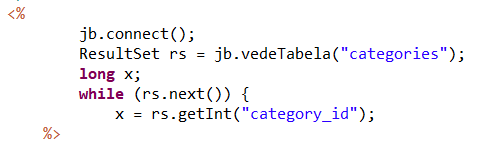 <%
jb.connect();
ResultSet rs = jb.vedeTabela("categories");
long x;
while (rs.next()) {
x = rs.getInt("category_id");
%>